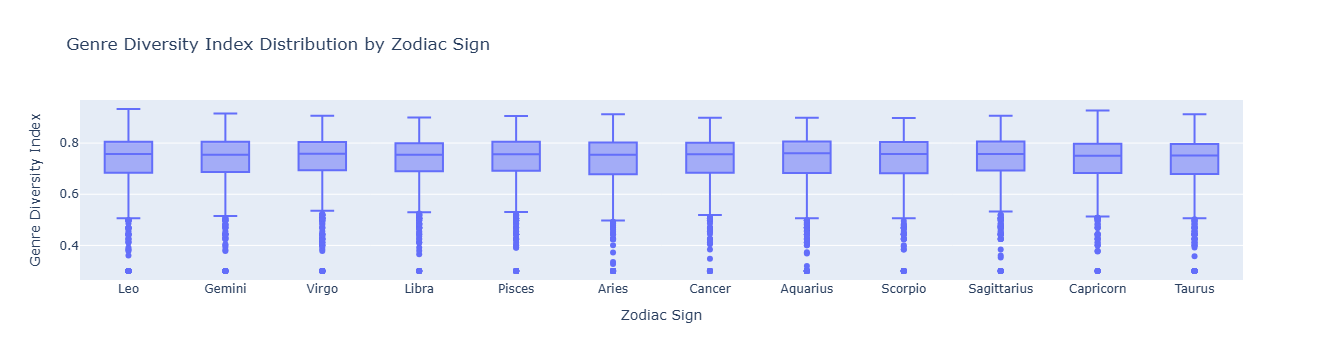 Genre Diversity Index Distribution by Zodiac Sign
Genre Diversity Index
0.8
0.6
0.4
Leo Gemini Virgo Libra Pisces Aries Cancer Aquarius Scorpio Sagittarius Capricorn Taurus
Zodiac Sign